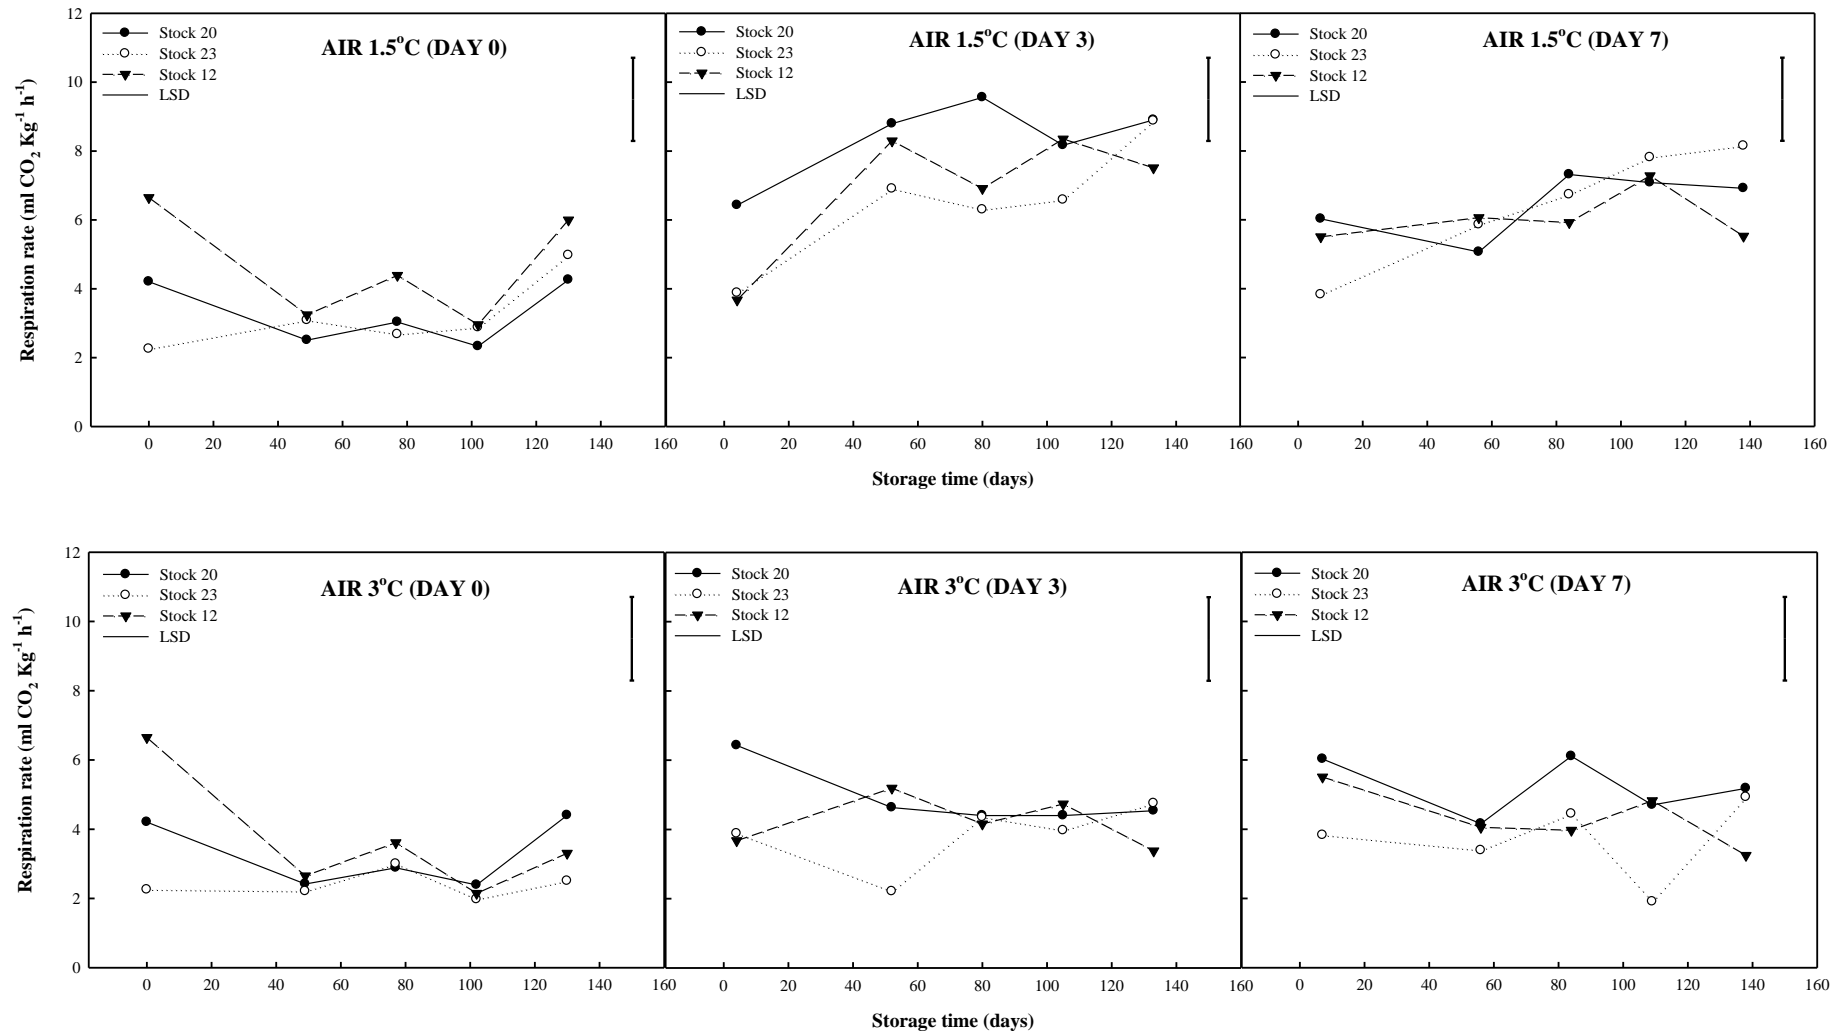 AIR 1.5°C (DAY 0)
Stock 20
Stock 23
Stock 12
LSD
AIR 1.5°C (DAY 3)
Stock 20
Stock 23
Stock 12
LSD
AIR 1.5°C (DAY 7)
Stock 20
Stock 23
Stock 12
LSD
Respiration rate (ml CO₂ Kg⁻¹ h⁻¹)
12
10
8
6
4
2
0
0 20 40 60 80 100 120 140 160
0 20 40 60 80 100 120 140 160
0 20 40 60 80 100 120 140 160
Storage time (days)
AIR 3°C (DAY 0)
Stock 20
Stock 23
Stock 12
LSD
AIR 3°C (DAY 3)
Stock 20
Stock 23
Stock 12
LSD
AIR 3°C (DAY 7)
Stock 20
Stock 23
Stock 12
LSD
Respiration rate (ml CO₂ Kg⁻¹ h⁻¹)
12
10
8
6
4
2
0
0 20 40 60 80 100 120 140 160
0 20 40 60 80 100 120 140 160
0 20 40 60 80 100 120 140 160
Storage time (days)